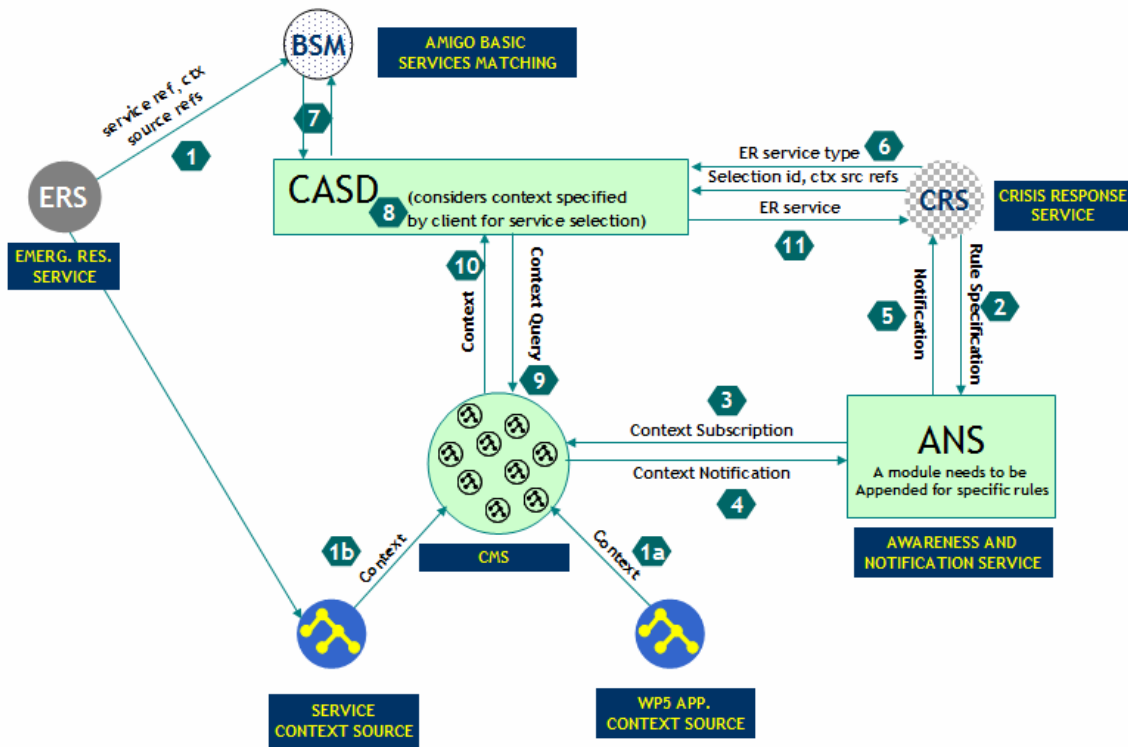 BSM
AMIGO BASIC
SERVICES MATCHING
service ref, ctx
source refs
1
7
ERS
EMERG. RES.
SERVICE
CASD
8
(considers context specified
by client for service selection)
ER service type
6
Selection id, ctx src refs
ER service
11
CRS
CRISIS RESPONSE
SERVICE
10
Context
Context Query
9
5
Notification
Rule Specification
2
3
Context Subscription
Context Notification
4
ANS
A module needs to be
Appended for specific rules
AWARENESS AND
NOTIFICATION SERVICE
CMS
1b
Context
Context
1a
SERVICE
CONTEXT SOURCE
WP5 APP.
CONTEXT SOURCE